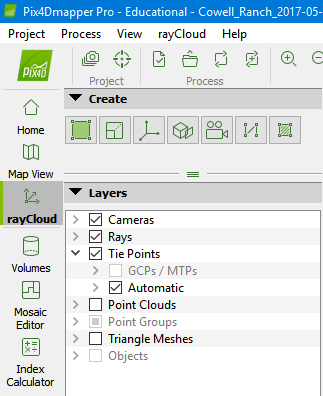 Pix4Dmapper Pro - Educational - Cowell_Ranch_2017-05-
Project Process View rayCloud Help
PIX4D
Project Process
Home
Map View
rayCloud
Volumes
Mosaic
Editor
Index
Calculator
Create
Layers
Cameras
Rays
Tie Points
GCPs / MTPs
Automatic
Point Clouds
Point Groups
Triangle Meshes
Objects